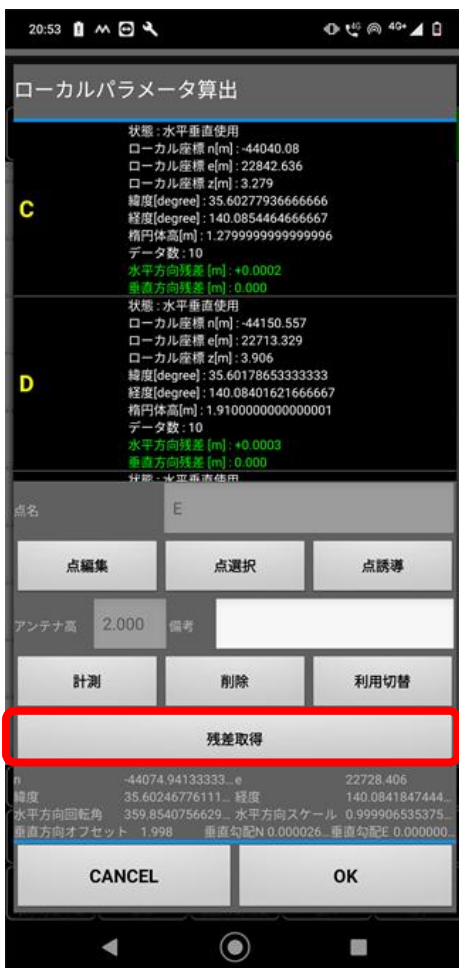 20:53 4G 4G+
ローカルパラメータ算出
C
状態 : 水平垂直使用
ローカル座標 n[m] : -44040.08
ローカル座標 e[m] : 22842.636
ローカル座標 z[m] : 3.279
緯度[degree] : 35.60277936666666
経度[degree] : 140.0854464666667
楕円体高[m] : 1.2799999999999996
データ数 : 10
水平方向残差 [m] : +0.0002
垂直方向残差 [m] : 0.000
D
状態 : 水平垂直使用
ローカル座標 n[m] : -44150.557
ローカル座標 e[m] : 22713.329
ローカル座標 z[m] : 3.906
緯度[degree] : 35.60178653333333
経度[degree] : 140.08401621666667
楕円体高[m] : 1.9100000000000001
データ数 : 10
水平方向残差 [m] : +0.0003
垂直方向残差 [m] : 0.000
状態 : 水平垂直使用
点名 E
点編集 点選択 点誘導
アンテナ高 2.000 備考
計測 削除 利用切替
残差取得
n -44074.94133333... e 22728.406
緯度 35.60246776111... 経度 140.0841847444...
水平方向回転角 359.8540756629... 水平方向スケール 0.999906535375...
垂直方向オフセット 1.998 垂直勾配N 0.000026... 垂直勾配E 0.000000...
CANCEL OK